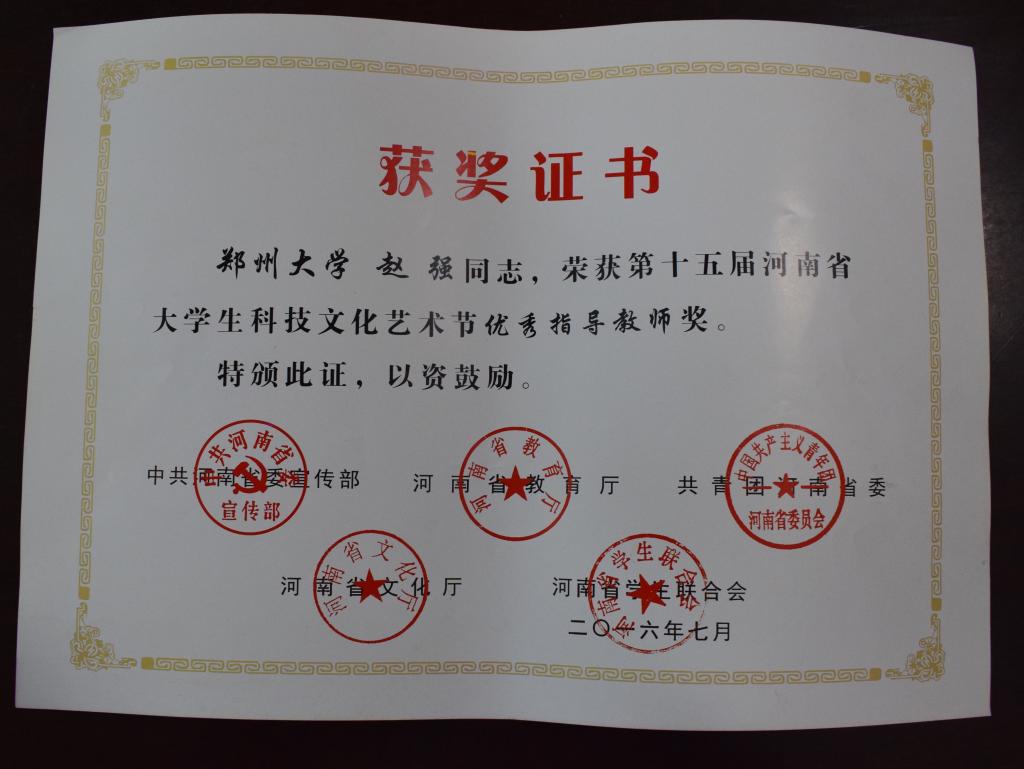 获奖证书
郑州大学 赵强同志，荣获第十五届河南省
大学生科技文化艺术节优秀指导教师奖。
特颁此证，以资鼓励。
中共河南省委宣传部 河南省教育厅 共青团河南省委
中共河南省委
宣传部
河南省教育厅
中国共产主义青年团
河南省委员会
河南省文化厅 河南省学生联合会
河南省文化厅
河南省学生联合会
二〇一六年七月